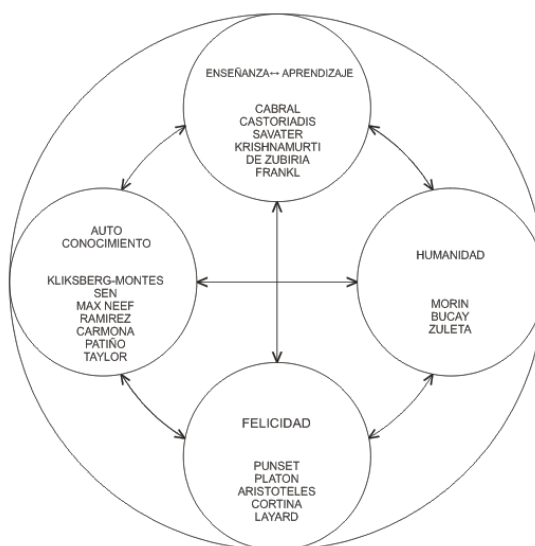 ENSEÑANZA↔ APRENDIZAJE
CABRAL
CASTORIADIS
SAVATER
KRISHNAMURTI
DE ZUBIRIA
FRANKL
AUTO
CONOCIMIENTO
KLIKSBERG-MONTES
SEN
MAX NEEF
RAMIREZ
CARMONA
PATIÑO
TAYLOR
HUMANIDAD
MORIN
BUCAY
ZULETA
FELICIDAD
PUNSET
PLATON
ARISTOTELES
CORTINA
LAYARD